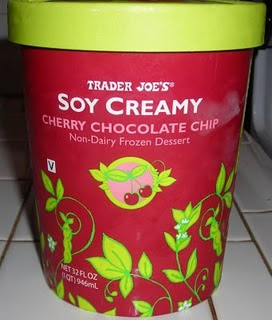 TRADER JOE'S®
SOY CREAMY
CHERRY CHOCOLATE CHIP
Non-Dairy Frozen Dessert
V
NET 32 FL OZ
(1 QT) 946mL